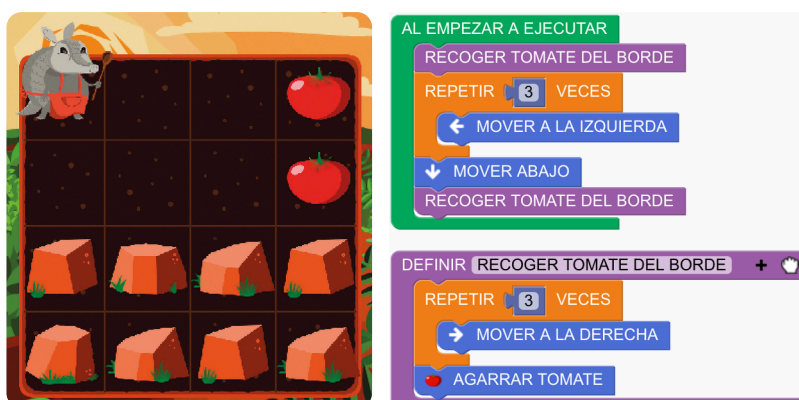 AL EMPEZAR A EJECUTAR
RECOGER TOMATE DEL BORDE
REPETIR 3 VECES
MOVER A LA IZQUIERDA
MOVER ABAJO
RECOGER TOMATE DEL BORDE
DEFINIR RECOGER TOMATE DEL BORDE +
REPETIR 3 VECES
MOVER A LA DERECHA
AGARRAR TOMATE